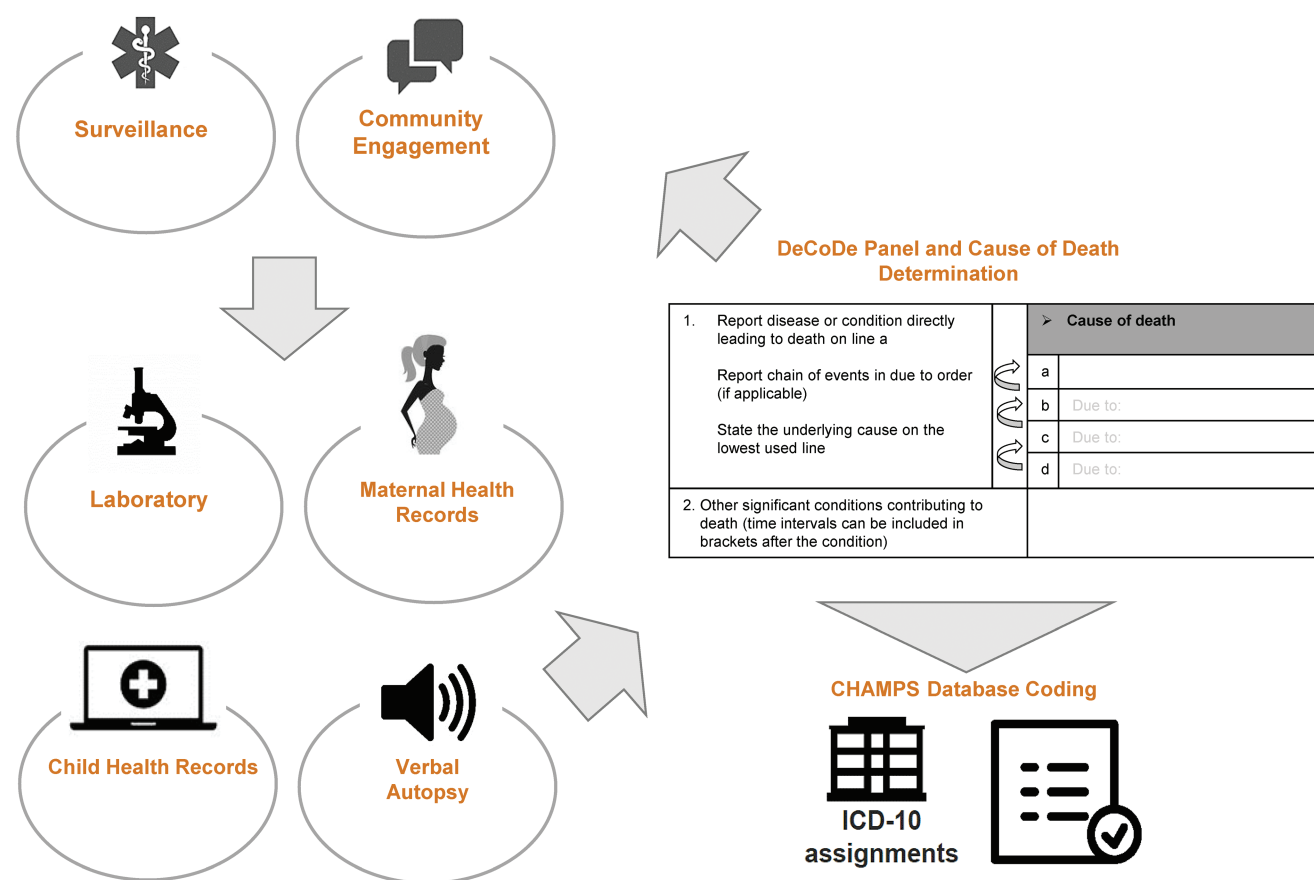 Surveillance
Community
Engagement
Laboratory
Maternal Health
Records
Child Health Records
Verbal
Autopsy
DeCoDe Panel and Cause of Death
Determination
1. Report disease or condition directly
leading to death on line a
Report chain of events in due to order
(if applicable)
State the underlying cause on the
lowest used line
➢ Cause of death
a
b Due to:
c Due to:
d Due to:
2. Other significant conditions contributing to
death (time intervals can be included in
brackets after the condition)
CHAMPS Database Coding
ICD-10
assignments